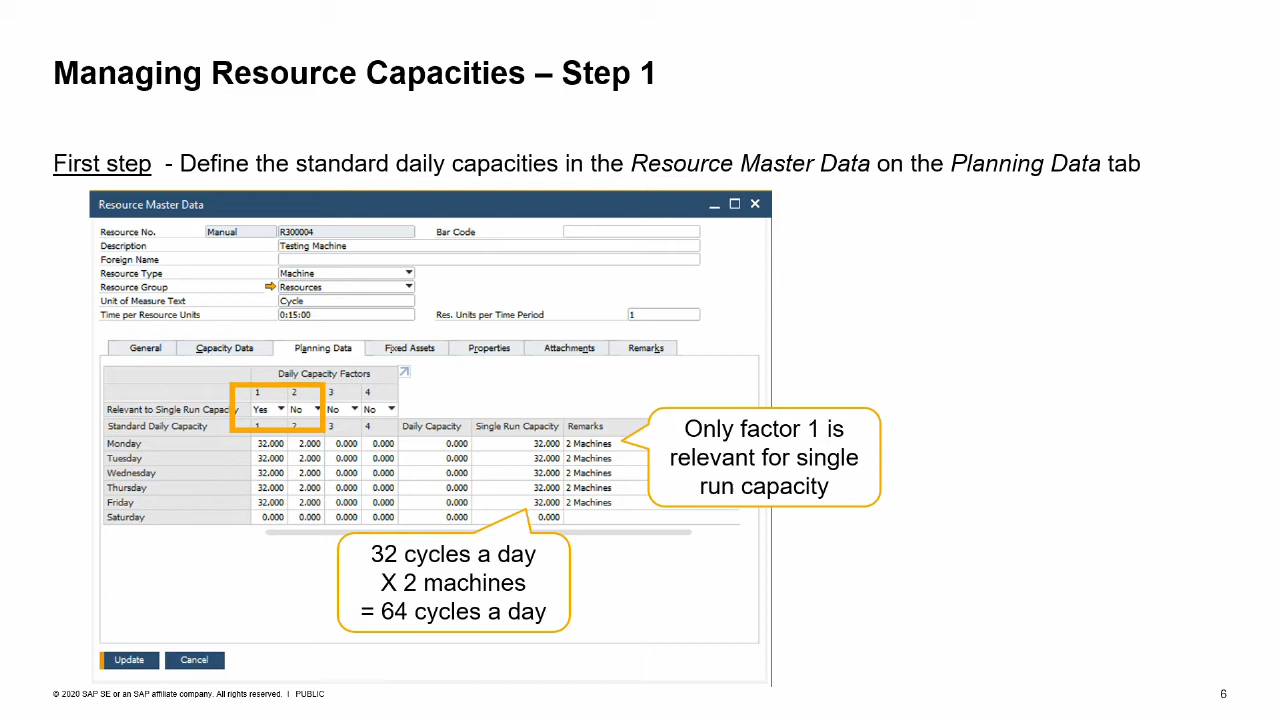 Managing Resource Capacities – Step 1
First step - Define the standard daily capacities in the Resource Master Data on the Planning Data tab
Resource Master Data
Resource No. Manual R300004 Bar Code
Description Testing Machine
Foreign Name
Resource Type Machine
Resource Group Resources
Unit of Measure Text Cycle
Time per Resource Units 0:15:00 Res. Units per Time Period 1
General Capacity Data Planning Data Fixed Assets Properties Attachments Remarks
Daily Capacity Factors
1 2 3 4
Relevant to Single Run Capacity Yes No No No
Standard Daily Capacity 1 2 3 4 Daily Capacity Single Run Capacity Remarks
Monday 32.000 2.000 0.000 0.000 0.000 32.000 2 Machines
Tuesday 32.000 2.000 0.000 0.000 0.000 32.000 2 Machines
Wednesday 32.000 2.000 0.000 0.000 0.000 32.000 2 Machines
Thursday 32.000 2.000 0.000 0.000 0.000 32.000 2 Machines
Friday 32.000 2.000 0.000 0.000 0.000 32.000 2 Machines
Saturday 0.000 0.000 0.000 0.000 0.000 0.000
Only factor 1 is
relevant for single
run capacity
32 cycles a day
X 2 machines
= 64 cycles a day
Update Cancel
© 2020 SAP SE or an SAP affiliate company. All rights reserved. I PUBLIC
6